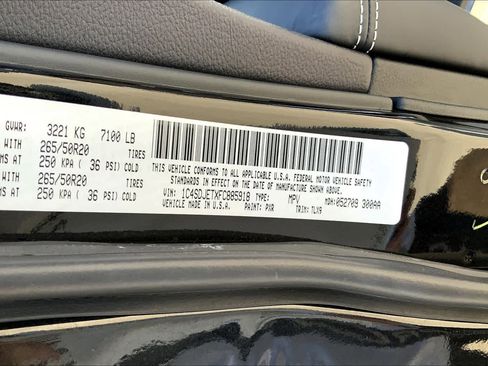 GVWR: 3221 KG 7100 LB
WITH 265/50R20 TIRES
MS AT 250 KPA ( 36 PSI) COLD
WITH 265/50R20 TIRES
MS AT 250 KPA ( 36 PSI) COLD
THIS VEHICLE CONFORMS TO ALL APPLICABLE U.S.A. FEDERAL MOTOR VEHICLE SAFETY
STANDARDS IN EFFECT ON THE DATE OF MANUFACTURE SHOWN ABOVE.
VIN: 1C4SDJETXFC885918 TYPE: MPV MDH: 052709 300AA
VEHICLE MADE IN U.S.A. PAINT: PXR TRIM: TLX9